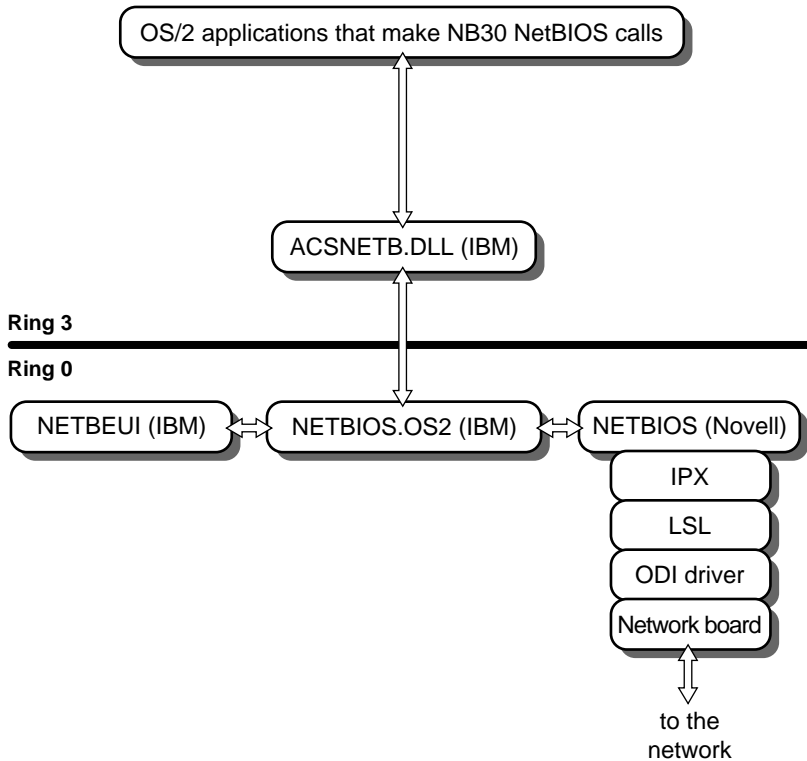 OS/2 applications that make NB30 NetBIOS calls
ACSNETB.DLL (IBM)
Ring 3
Ring 0
NETBEUI (IBM)
NETBIOS.OS2 (IBM)
NETBIOS (Novell)
IPX
LSL
ODI driver
Network board
to the
network